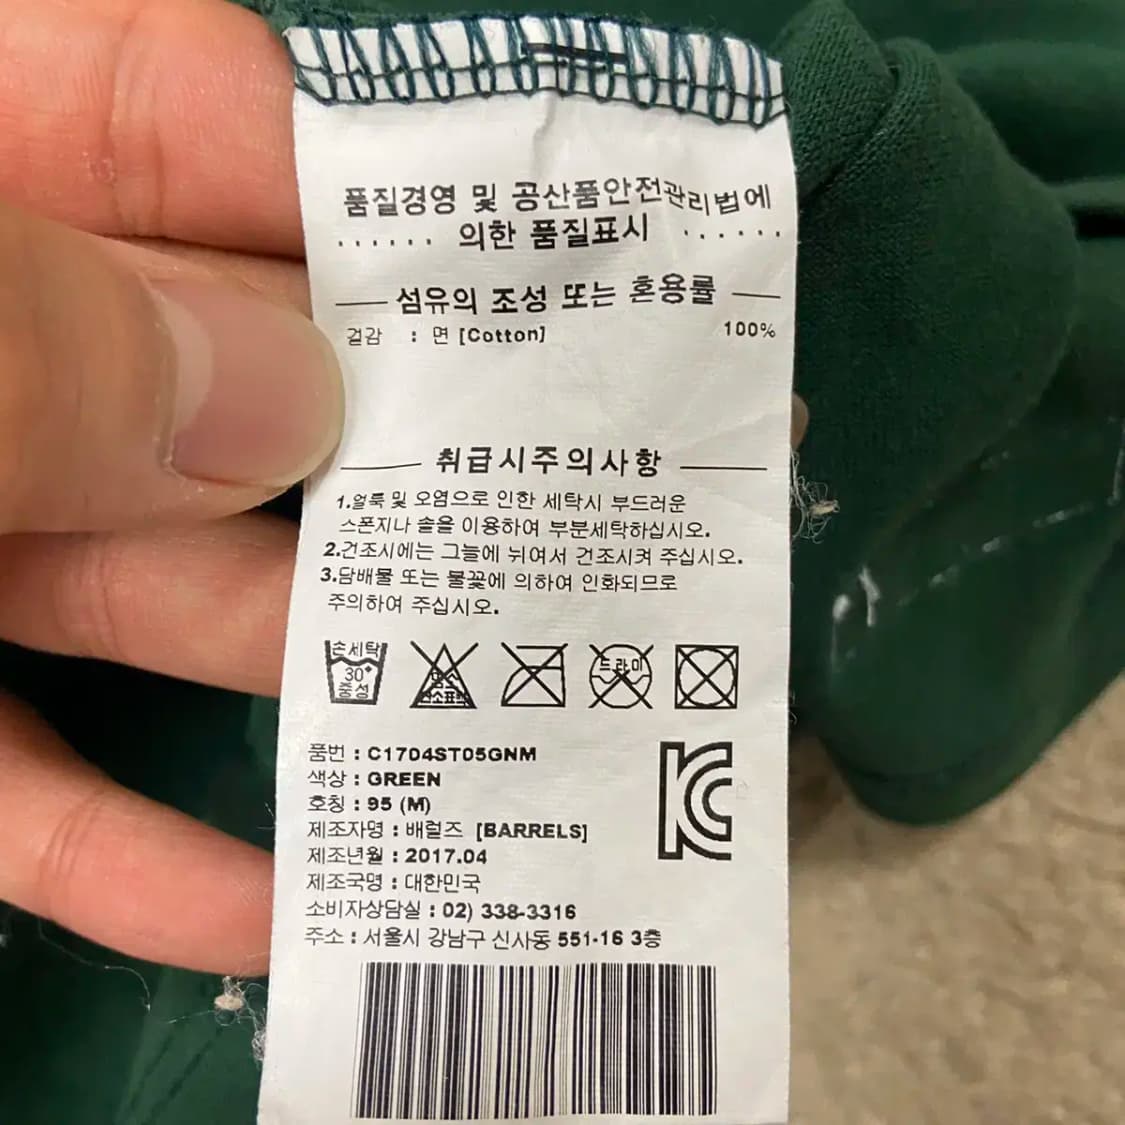 품질경영 및 공산품안전관리법에
...... 의한 품질표시 ......
섬유의 조성 또는 혼용률
겉감 : 면 [Cotton] 100%
취급시주의사항
1.얼룩 및 오염으로 인한 세탁시 부드러운
스폰지나 솔을 이용하여 부분세탁하십시오.
2.건조시에는 그늘에 뉘여서 건조시켜 주십시오.
3.담배물 또는 불꽃에 의하여 인화되므로
주의하여 주십시오.
손세탁
30°
중성
염소
산소표백
드라이
품번 : C1704ST05GNM
색상 : GREEN
호칭 : 95 (M)
제조자명 : 배럴즈 [BARRELS]
제조년월 : 2017.04
제조국명 : 대한민국
소비자상담실 : 02) 338-3316
주소 : 서울시 강남구 신사동 551-16 3층
KC